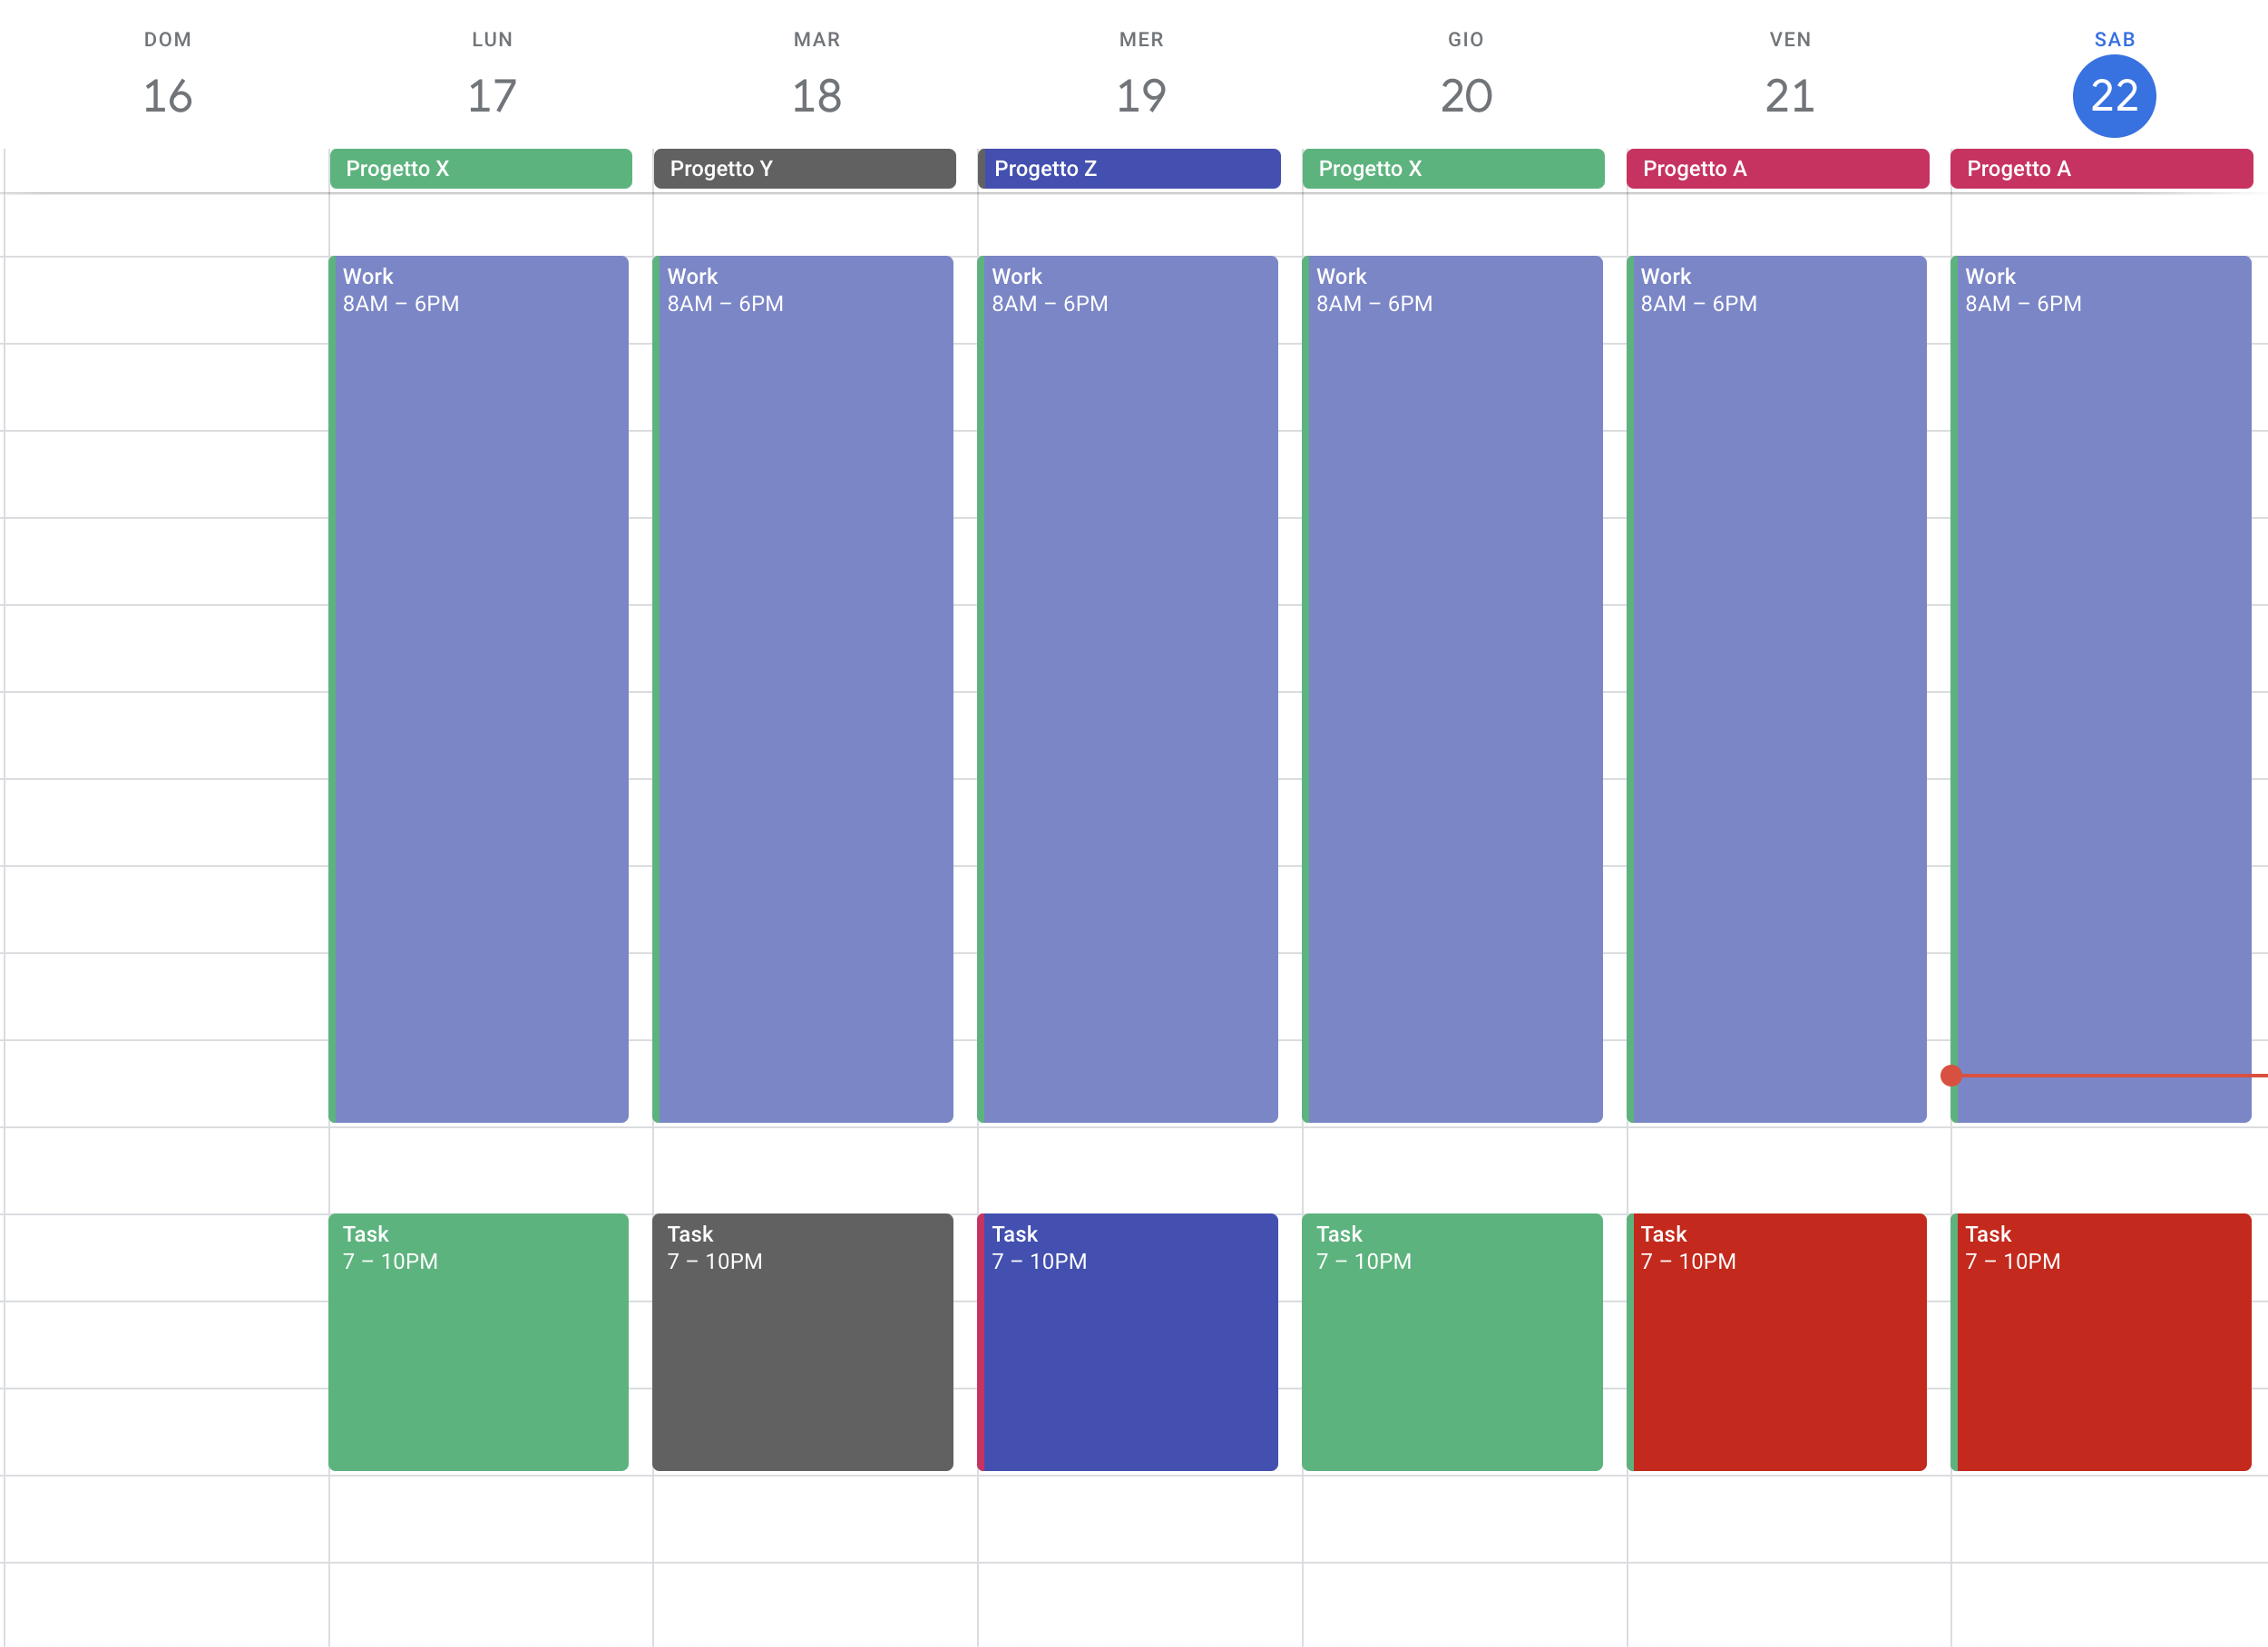 DOM LUN MAR MER GIO VEN SAB
16 17 18 19 20 21 22
Progetto X Progetto Y Progetto Z Progetto X Progetto A Progetto A
Work Work Work Work Work Work
8AM – 6PM 8AM – 6PM 8AM – 6PM 8AM – 6PM 8AM – 6PM 8AM – 6PM
Task Task Task Task Task Task
7 – 10PM 7 – 10PM 7 – 10PM 7 – 10PM 7 – 10PM 7 – 10PM